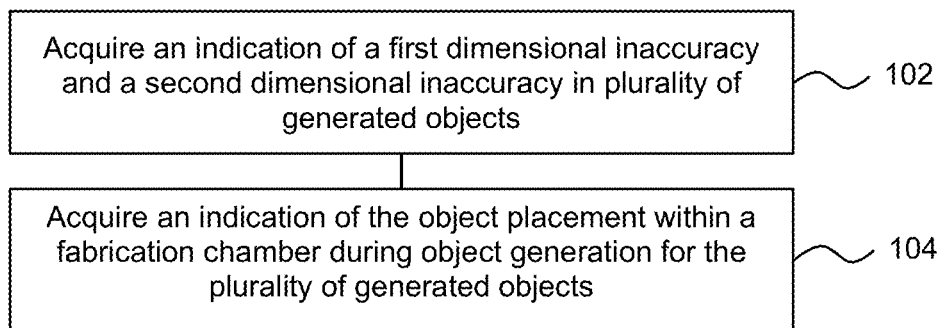 Acquire an indication of a first dimensional inaccuracy
and a second dimensional inaccuracy in plurality of
generated objects
102
Acquire an indication of the object placement within a
fabrication chamber during object generation for the
plurality of generated objects
104